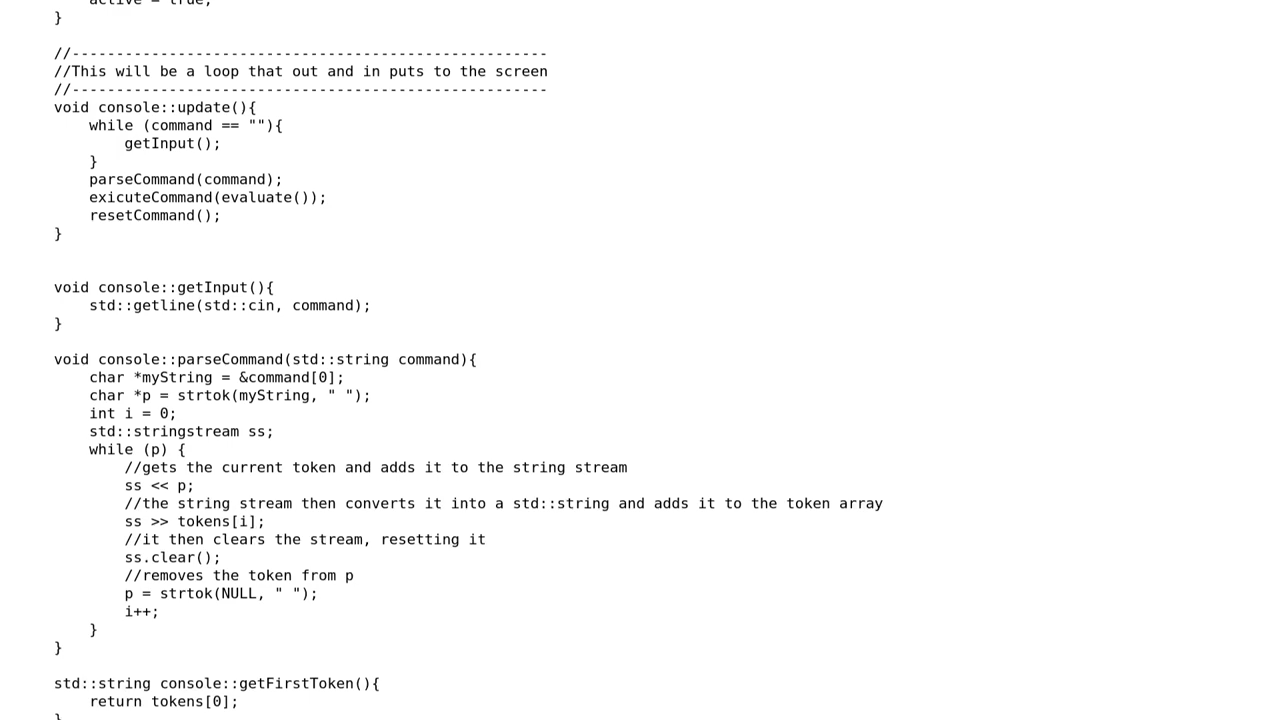 active = true;
}

//------------------------------------------------------
//This will be a loop that out and in puts to the screen
//------------------------------------------------------
void console::update(){
    while (command == ""){
        getInput();
    }
    parseCommand(command);
    exicuteCommand(evaluate());
    resetCommand();
}


void console::getInput(){
    std::getline(std::cin, command);
}

void console::parseCommand(std::string command){
    char *myString = &command[0];
    char *p = strtok(myString, " ");
    int i = 0;
    std::stringstream ss;
    while (p) {
        //gets the current token and adds it to the string stream
        ss << p;
        //the string stream then converts it into a std::string and adds it to the token array
        ss >> tokens[i];
        //it then clears the stream, resetting it
        ss.clear();
        //removes the token from p
        p = strtok(NULL, " ");
        i++;
    }
}

std::string console::getFirstToken(){
    return tokens[0];
}